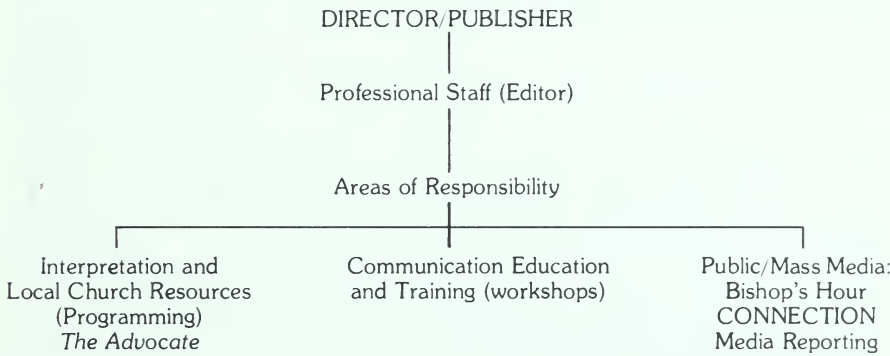 DIRECTOR/PUBLISHER
Professional Staff (Editor)
Areas of Responsibility
Interpretation and
Local Church Resources
(Programming)
The Advocate
Communication Education
and Training (workshops)
Public/Mass Media:
Bishop's Hour
CONNECTION
Media Reporting